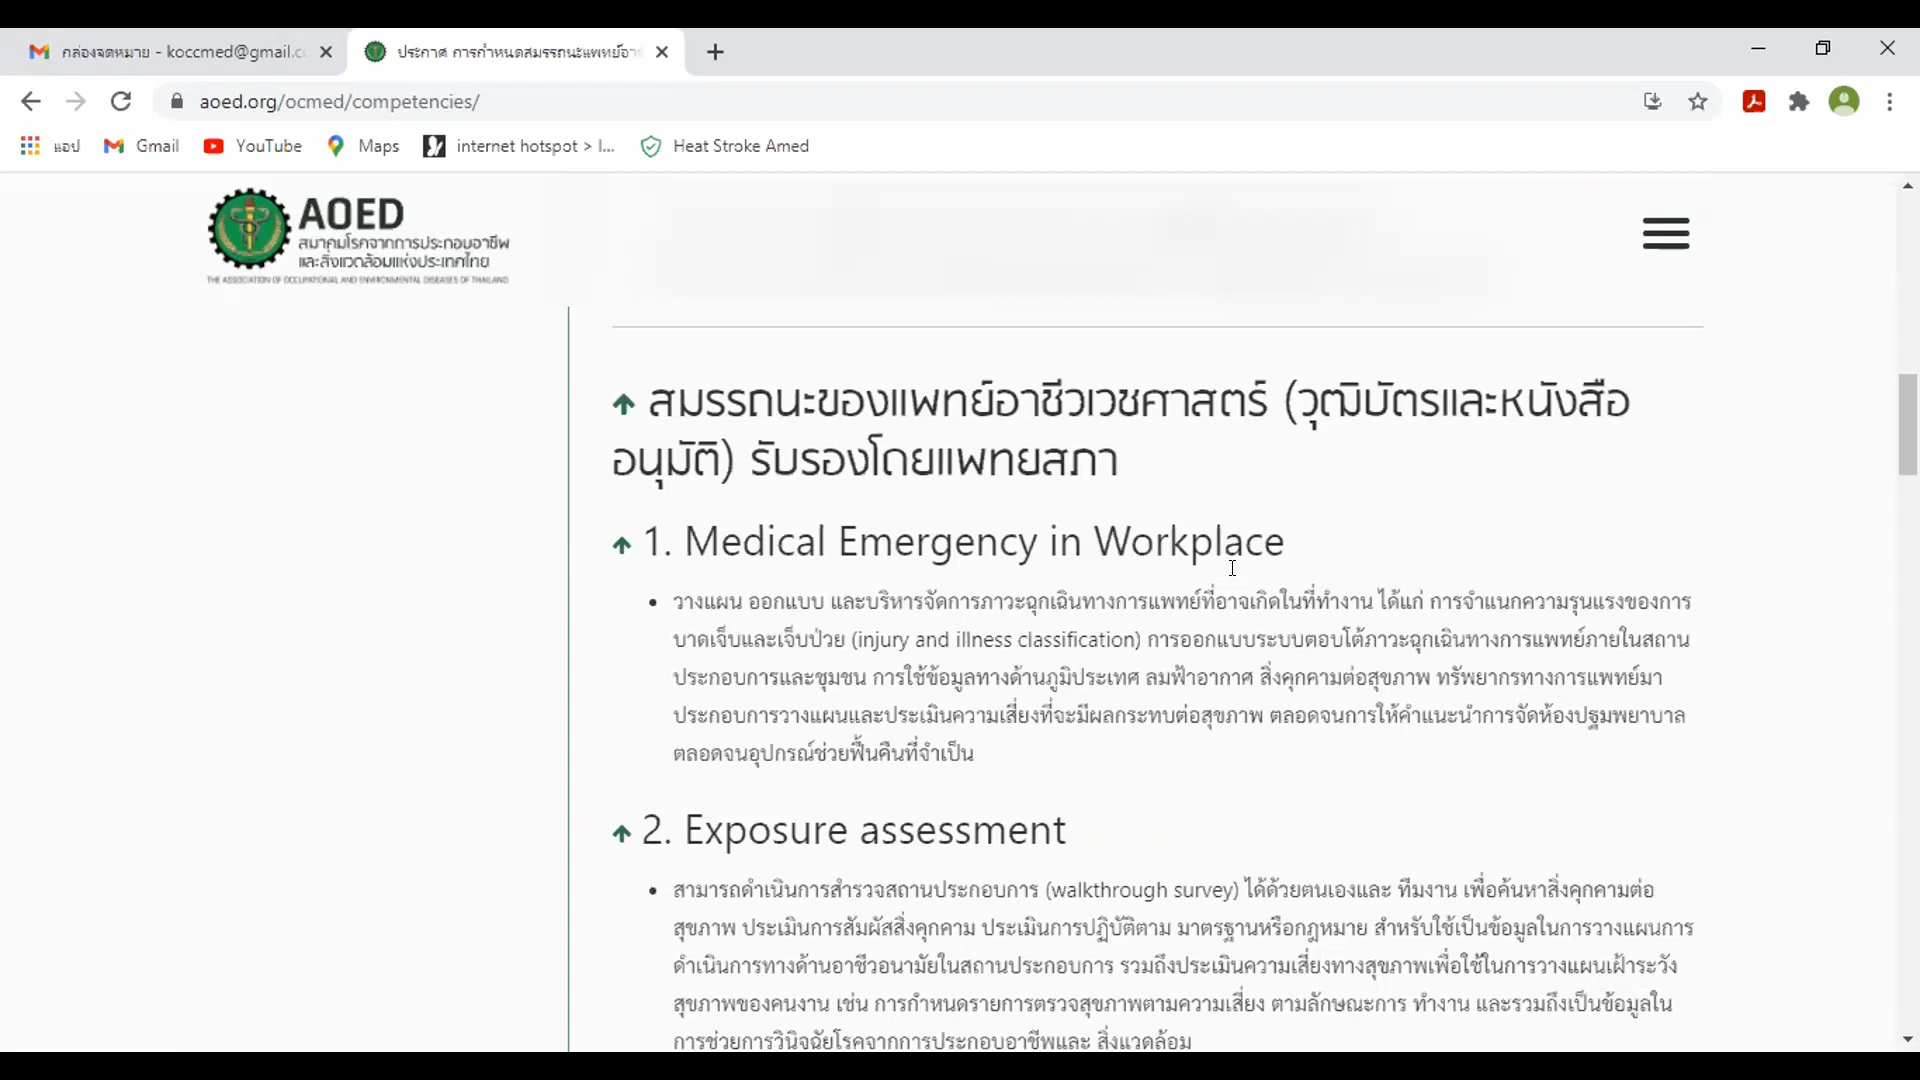 กล่องจดหมาย - koccmed@gmail.c
ประกาศ การกำหนดสมรรถนะแพทย์อา
aoed.org/ocmed/competencies/
แอป
Gmail
YouTube
Maps
internet hotspot > I...
Heat Stroke Amed
AOED
สมาคมโรคจากการประกอบอาชีพ
และสิ่งแวดล้อมแห่งประเทศไทย
THE ASSOCIATION OF OCCUPATIONAL AND ENVIRONMENTAL DISEASES OF THAILAND
สมรรถนะของแพทย์อาชีวเวชศาสตร์ (วุฒิบัตรและหนังสือ
อนุมัติ) รับรองโดยแพทยสภา
1. Medical Emergency in Workplace
• วางแผน ออกแบบ และบริหารจัดการภาวะฉุกเฉินทางการแพทย์ที่อาจเกิดในที่ทำงาน ได้แก่ การจำแนกความรุนแรงของการ
บาดเจ็บและเจ็บป่วย (injury and illness classification) การออกแบบระบบตอบโต้ภาวะฉุกเฉินทางการแพทย์ภายในสถาน
ประกอบการและชุมชน การใช้ข้อมูลทางด้านภูมิประเทศ ลมฟ้าอากาศ สิ่งคุกคามต่อสุขภาพ ทรัพยากรทางการแพทย์มา
ประกอบการวางแผนและประเมินความเสี่ยงที่จะมีผลกระทบต่อสุขภาพ ตลอดจนการให้คำแนะนำการจัดห้องปฐมพยาบาล
ตลอดจนอุปกรณ์ช่วยฟื้นคืนที่จำเป็น
2. Exposure assessment
• สามารถดำเนินการสำรวจสถานประกอบการ (walkthrough survey) ได้ด้วยตนเองและ ทีมงาน เพื่อค้นหาสิ่งคุกคามต่อ
สุขภาพ ประเมินการสัมผัสสิ่งคุกคาม ประเมินการปฏิบัติตาม มาตรฐานหรือกฎหมาย สำหรับใช้เป็นข้อมูลในการวางแผนการ
ดำเนินการทางด้านอาชีวอนามัยในสถานประกอบการ รวมถึงประเมินความเสี่ยงทางสุขภาพเพื่อใช้ในการวางแผนเฝ้าระวัง
สุขภาพของคนงาน เช่น การกำหนดรายการตรวจสุขภาพตามความเสี่ยง ตามลักษณะการ ทำงาน และรวมถึงเป็นข้อมูลใน
การช่วยการวินิจฉัยโรคจากการประกอบอาชีพและ สิ่งแวดล้อม